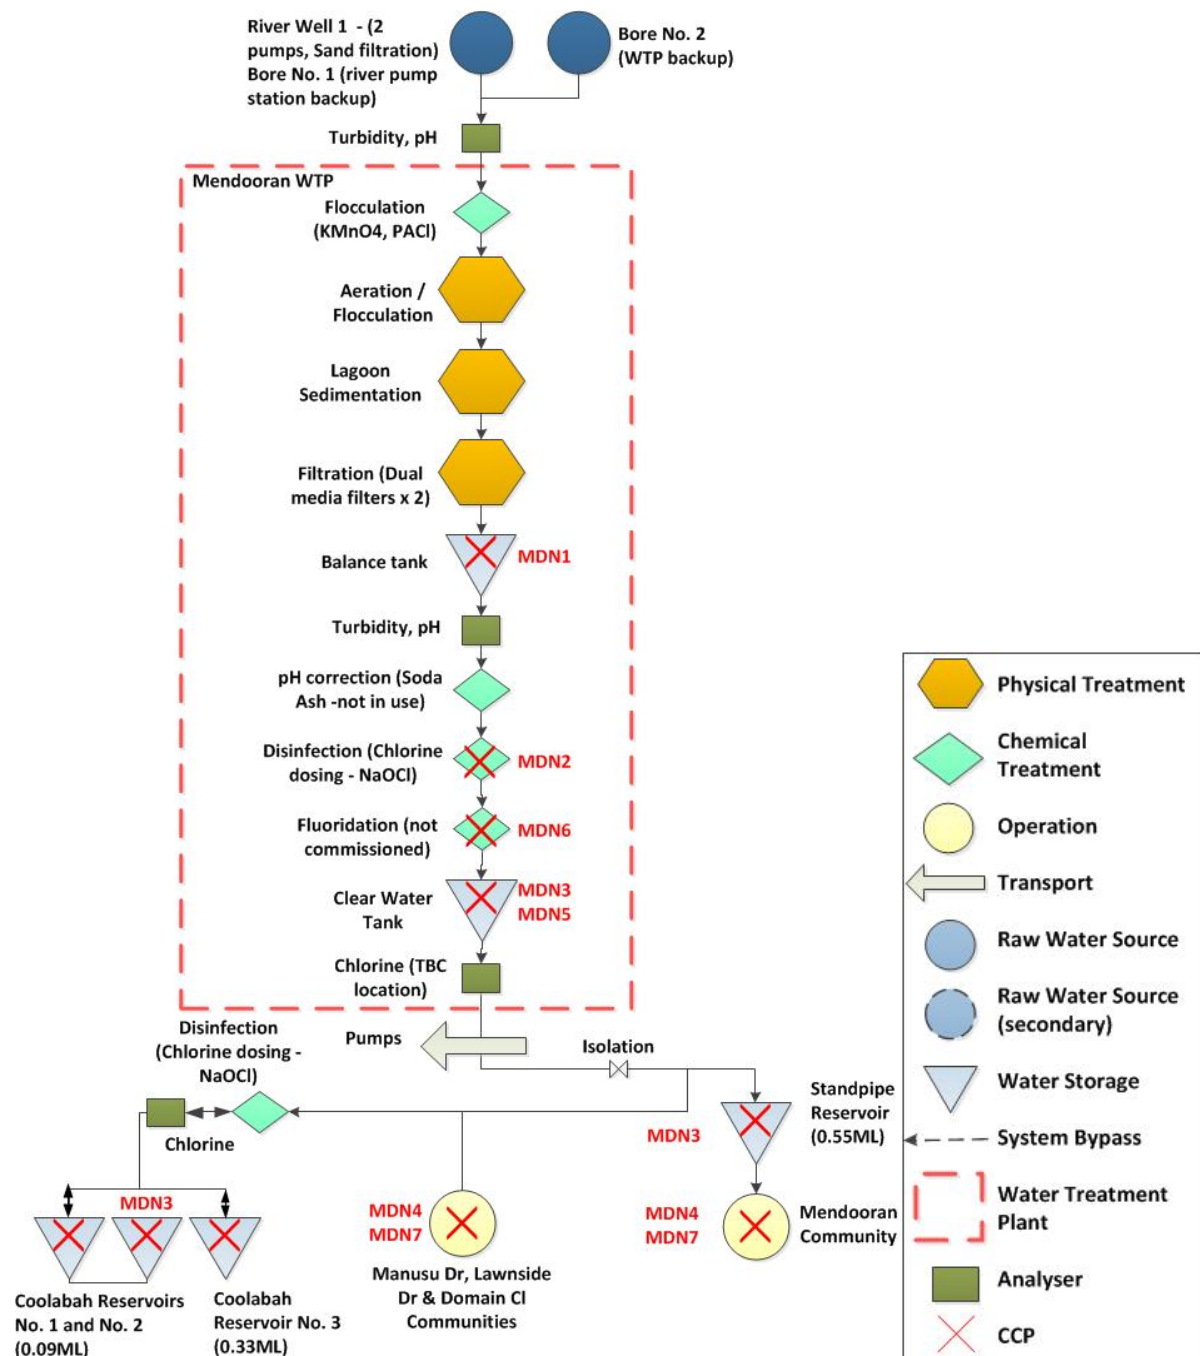 River Well 1 - (2
pumps, Sand filtration)
Bore No. 1 (river pump
station backup)
Bore No. 2
(WTP backup)
Turbidity, pH
Mendooran WTP
Flocculation
(KMnO4, PACl)
Aeration /
Flocculation
Lagoon
Sedimentation
Filtration (Dual
media filters x 2)
Balance tank
MDN1
Turbidity, pH
pH correction (Soda
Ash -not in use)
Disinfection (Chlorine
dosing - NaOCl)
MDN2
Fluoridation (not
commissioned)
MDN6
Clear Water
Tank
MDN3
MDN5
Chlorine (TBC
location)
Pumps
Isolation
Disinfection
(Chlorine dosing -
NaOCl)
Chlorine
MDN3
Coolabah Reservoirs
No. 1 and No. 2
(0.09ML)
Coolabah
Reservoir No. 3
(0.33ML)
MDN4
MDN7
Manusu Dr, Lawnside
Dr & Domain Cl
Communities
MDN3
Standpipe
Reservoir
(0.55ML)
MDN4
MDN7
Mendooran
Community
Physical Treatment
Chemical
Treatment
Operation
Transport
Raw Water Source
Raw Water Source
(secondary)
Water Storage
System Bypass
Water Treatment
Plant
Analyser
CCP